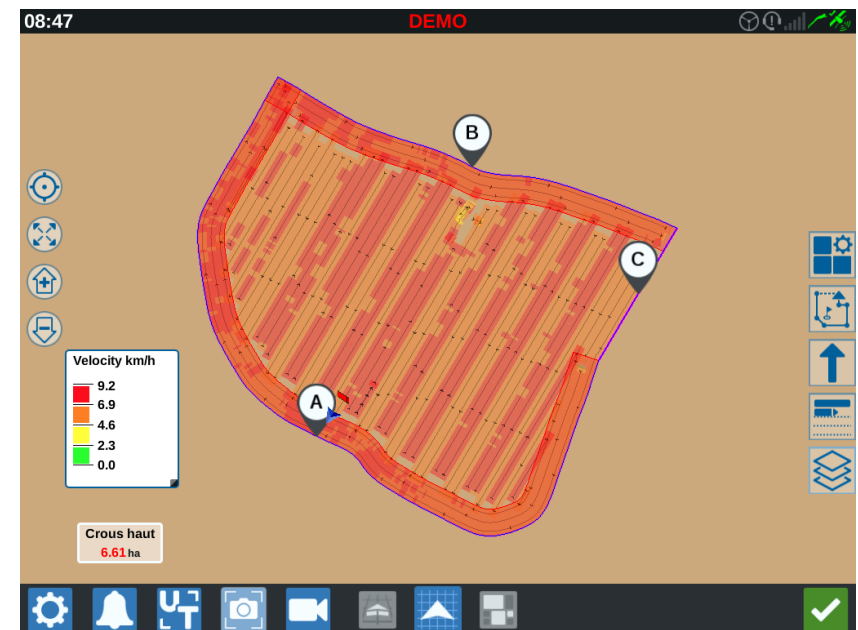 08:47
DEMO
B
C
A
Velocity km/h
9.2
6.9
4.6
2.3
0.0
Crous haut
6.61 ha
UT